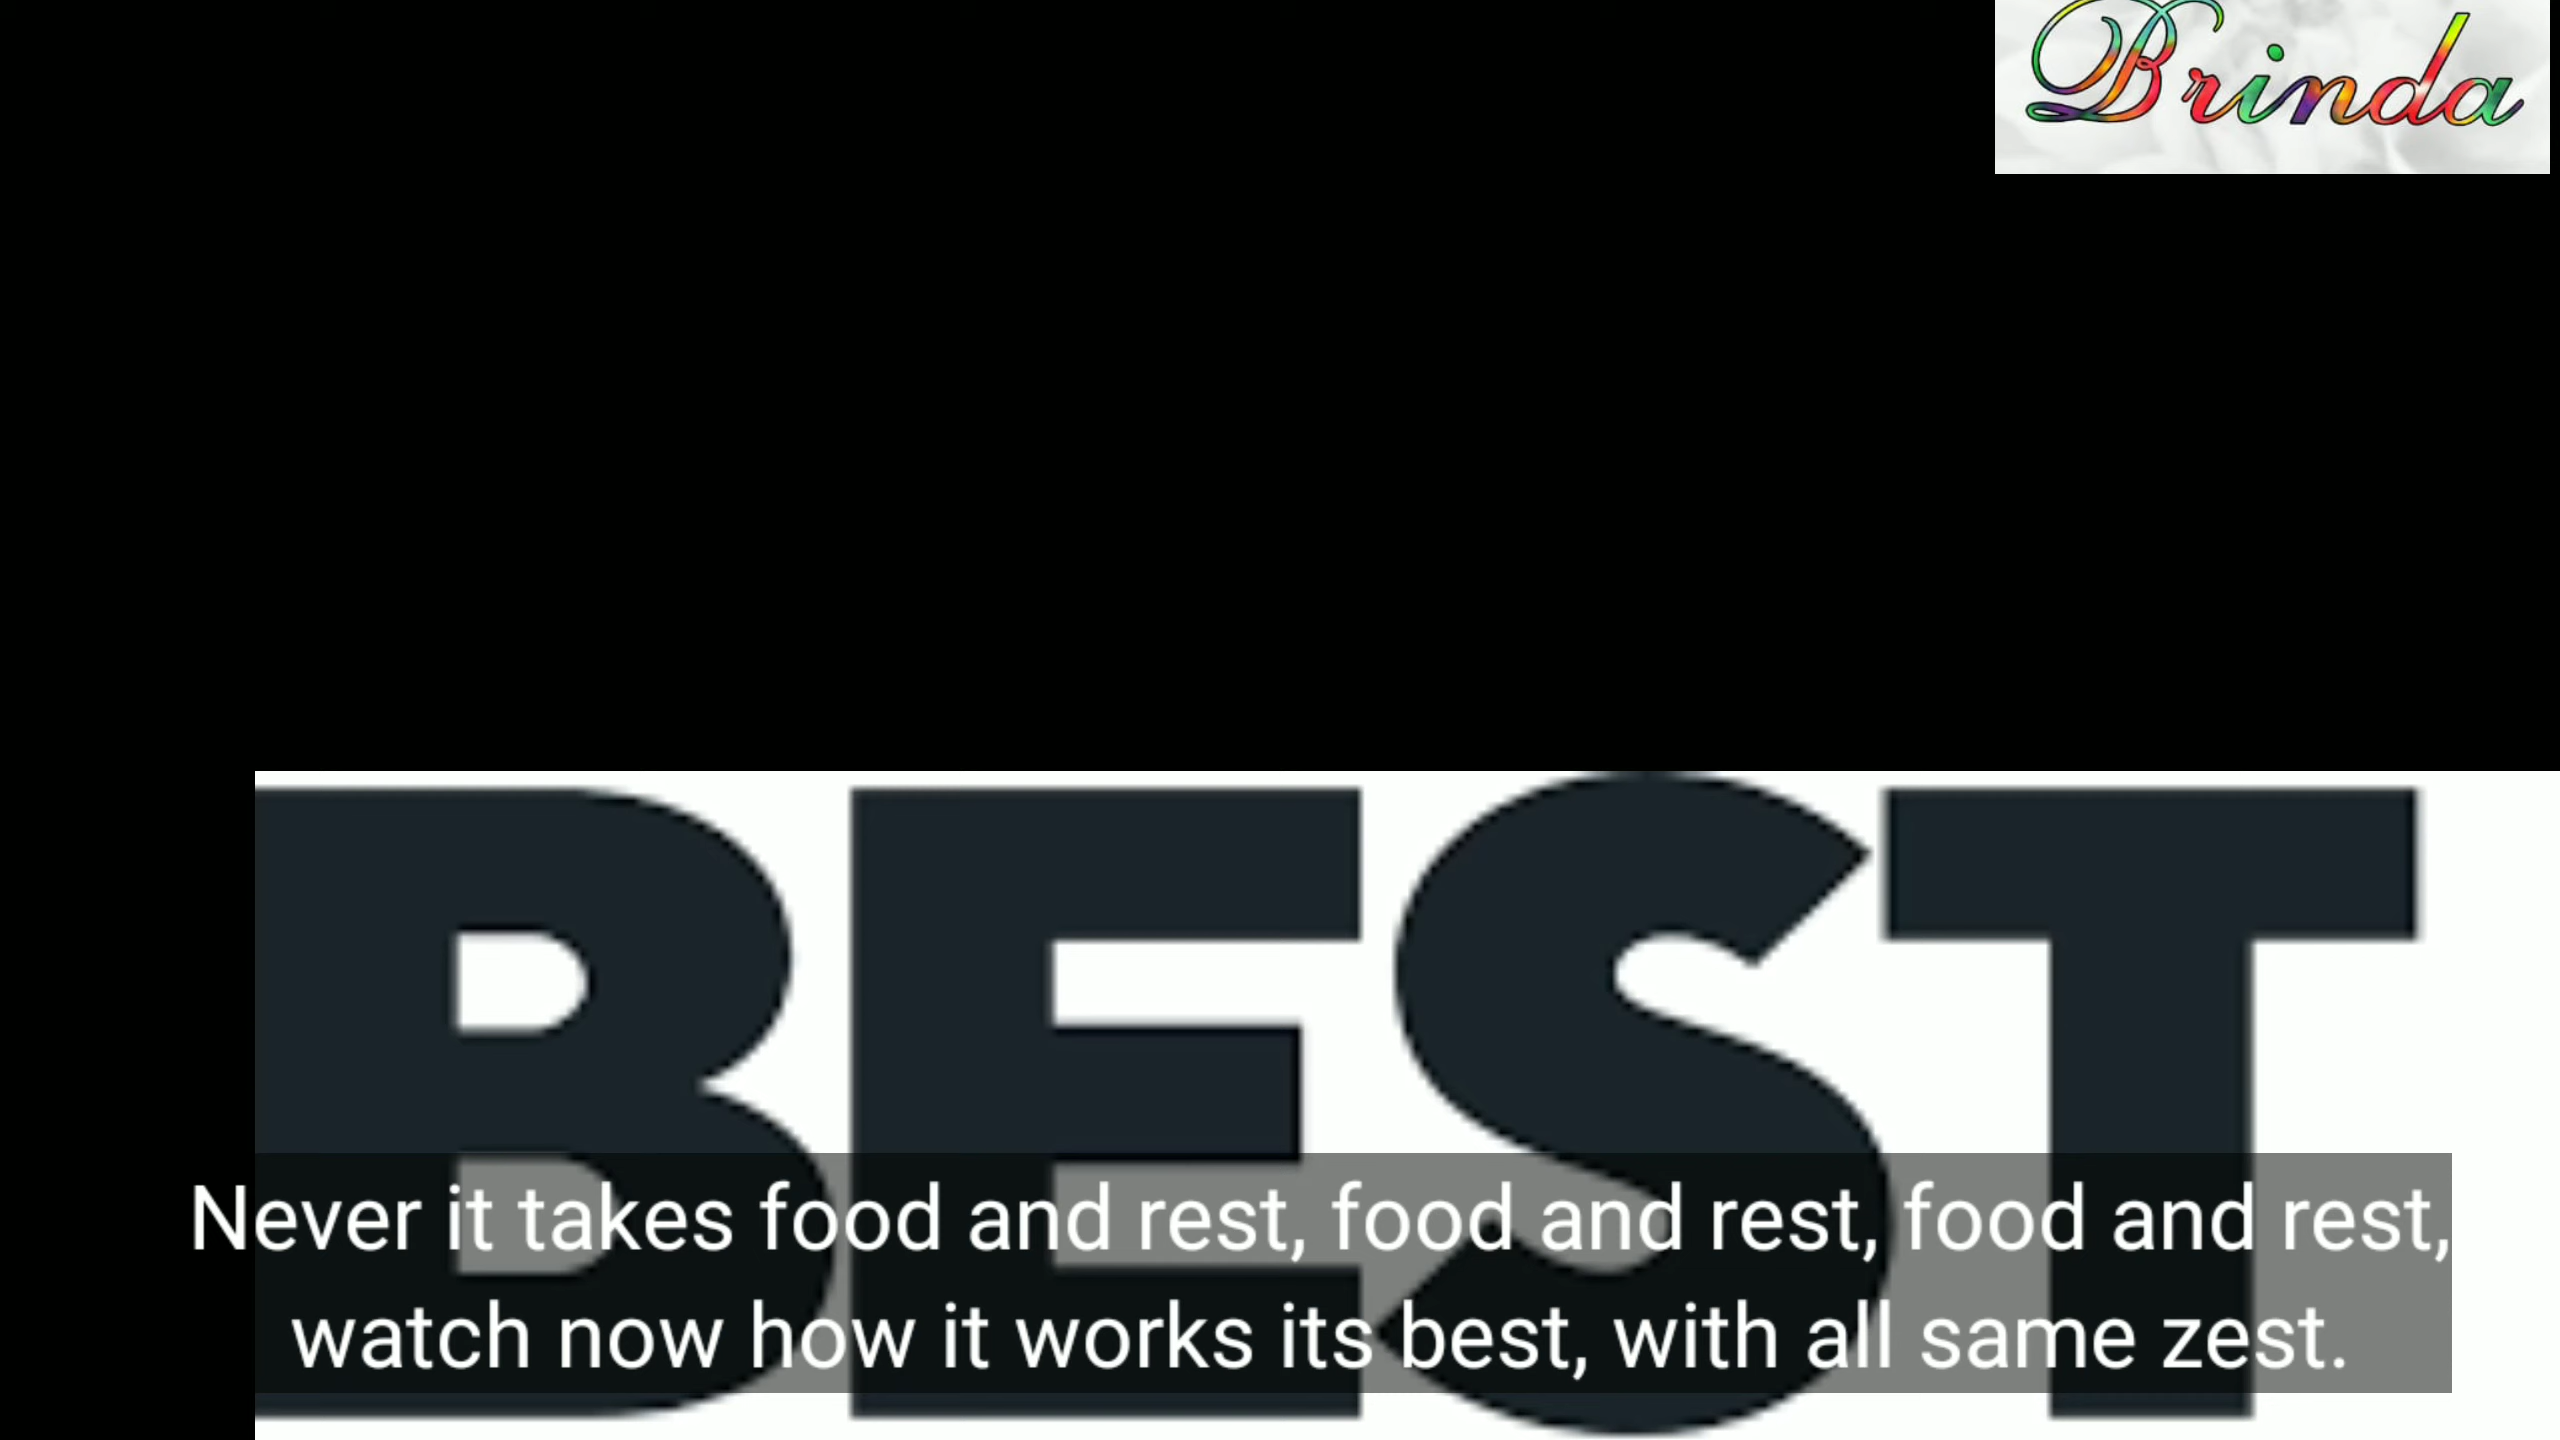 Brinda
BEST
Never it takes food and rest, food and rest, food and rest,
watch now how it works its best, with all same zest.